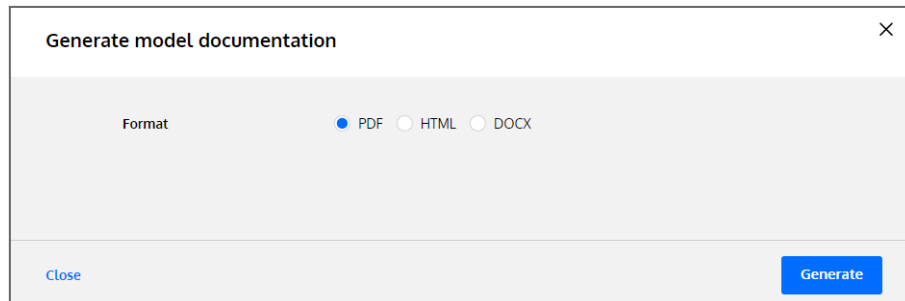 Generate model documentation
Format PDF HTML DOCX
Close Generate